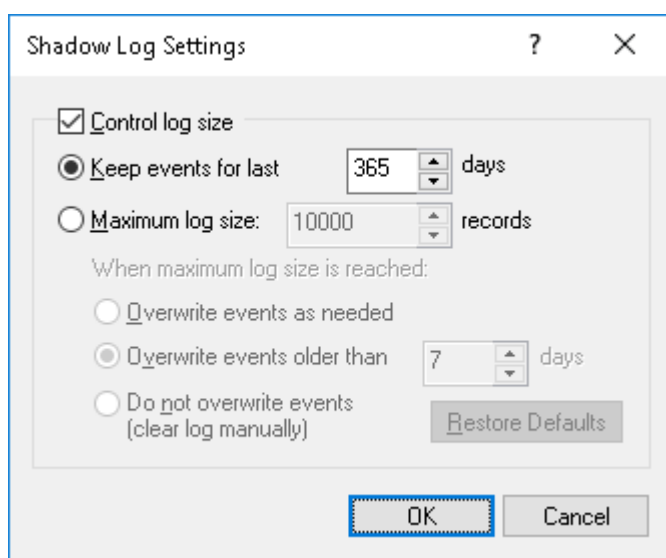 Shadow Log Settings ?
Control log size
Keep events for last 365 days
Maximum log size: 10000 records
When maximum log size is reached:
Overwrite events as needed
Overwrite events older than 7 days
Do not overwrite events
(clear log manually)
Restore Defaults
OK Cancel